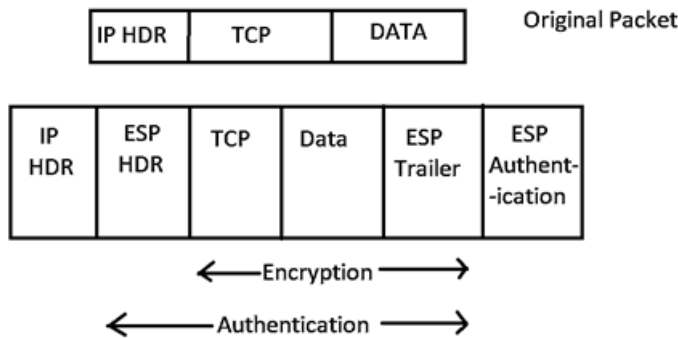 Original Packet
IP HDR TCP DATA
IP HDR
ESP HDR
TCP
Data
ESP Trailer
ESP Authent- -ication
Encryption
Authentication